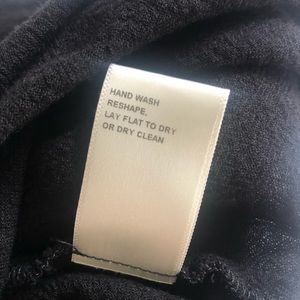 HAND WASH
RESHAPE,
LAY FLAT TO DRY
OR DRY CLEAN